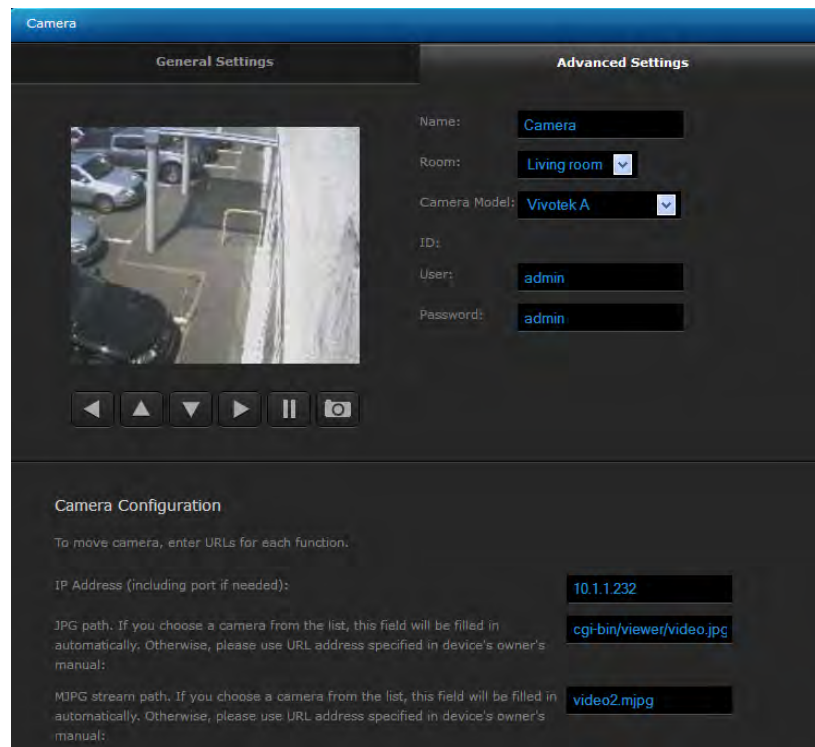 Camera
General Settings
Advanced Settings
Name:
Camera
Room:
Living room
Camera Model:
Vivotek A
ID:
User:
admin
Password:
admin
Camera Configuration
To move camera, enter URLs for each function.
IP Address (including port if needed):
10.1.1.232
JPG path. If you choose a camera from the list, this field will be filled in
automatically. Otherwise, please use URL address specified in device's owner's
manual:
cgi-bin/viewer/video.jpg
MJPG stream path. If you choose a camera from the list, this field will be filled in
automatically. Otherwise, please use URL address specified in device's owner's
manual:
video2.mjpg